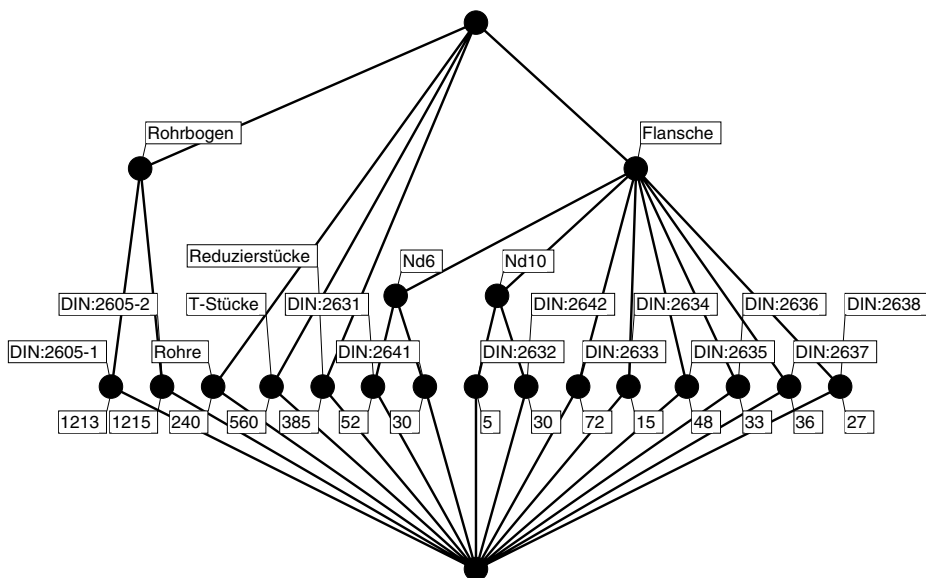 Rohrbogen
Flansche
Reduzierstücke
Nd6
Nd10
DIN:2605-2
T-Stücke
DIN:2631
DIN:2642
DIN:2634
DIN:2636
DIN:2638
DIN:2605-1
Rohre
DIN:2641
DIN:2632
DIN:2633
DIN:2635
DIN:2637
1213
1215
240
560
385
52
30
5
30
72
15
48
33
36
27